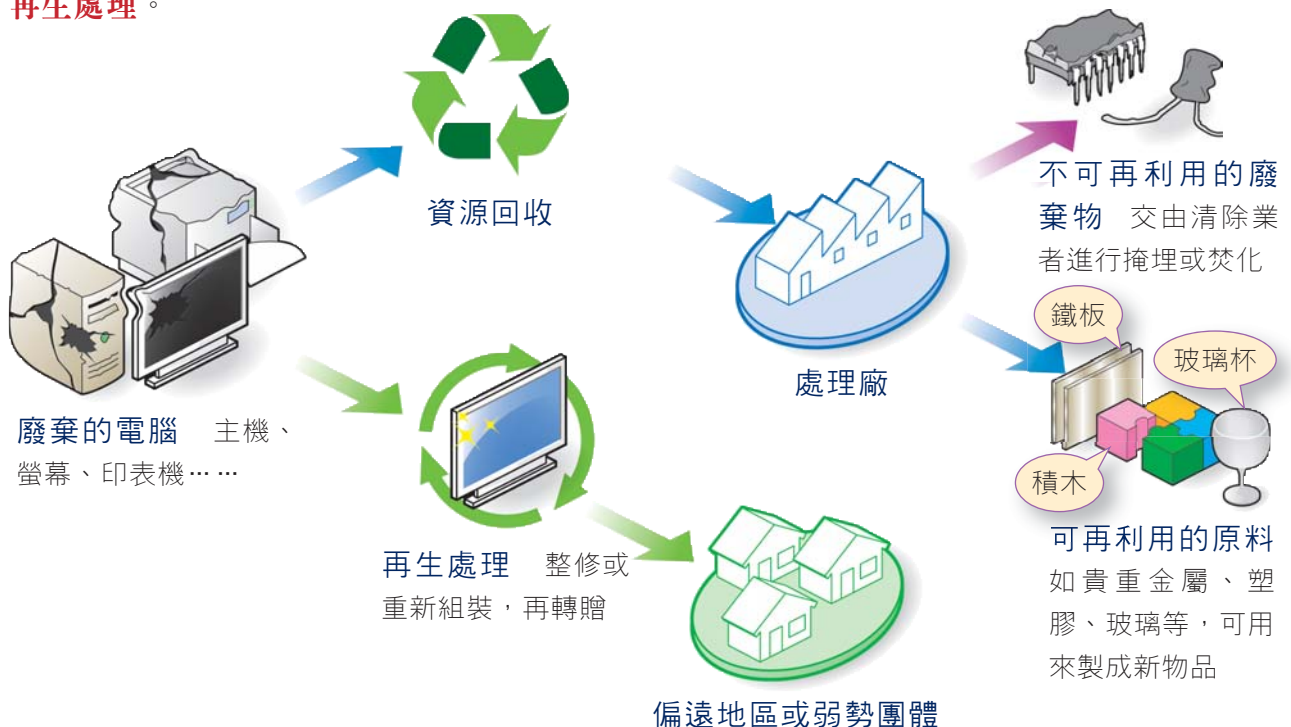 再生處理。
資源回收
廢棄的電腦　主機、
螢幕、印表機……
再生處理　整修或
重新組裝，再轉贈
偏遠地區或弱勢團體
處理廠
不可再利用的廢
棄物　交由清除業
者進行掩埋或焚化
鐵板
玻璃杯
積木
可再利用的原料
如貴重金屬、塑
膠、玻璃等，可用
來製成新物品